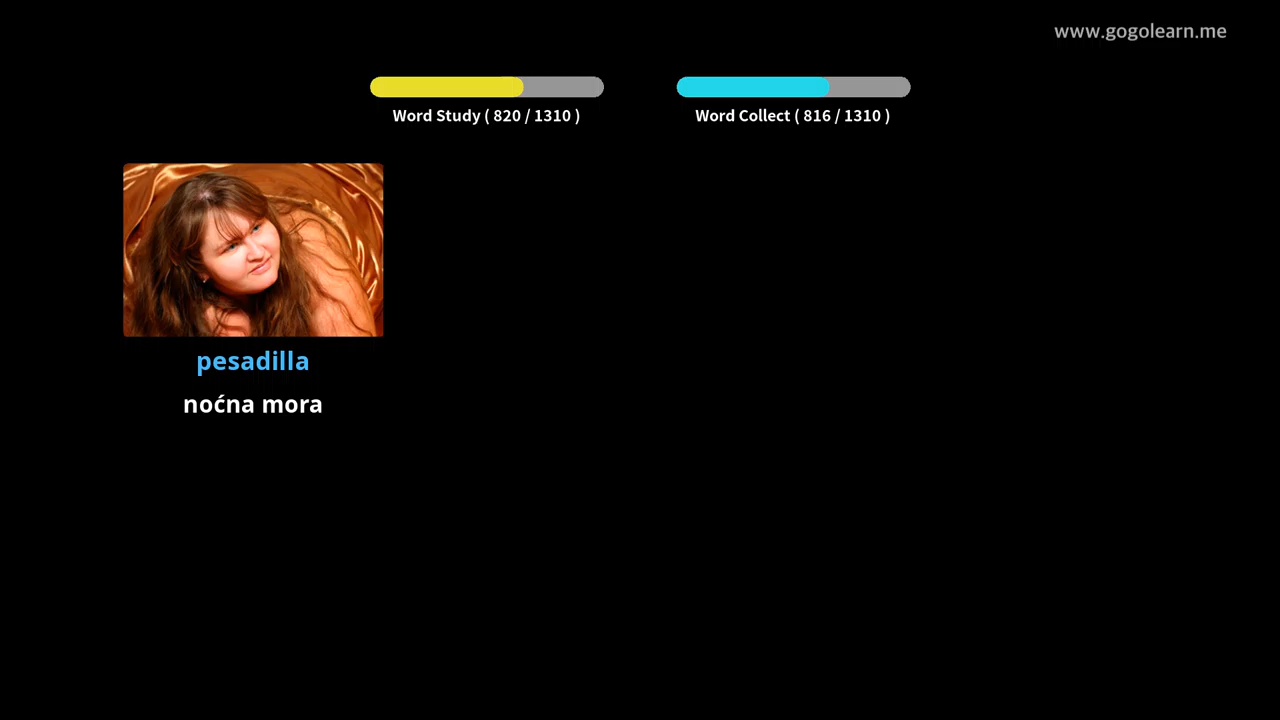 www.gogolearn.me
Word Study ( 820 / 1310 )
Word Collect ( 816 / 1310 )
pesadilla
noćna mora